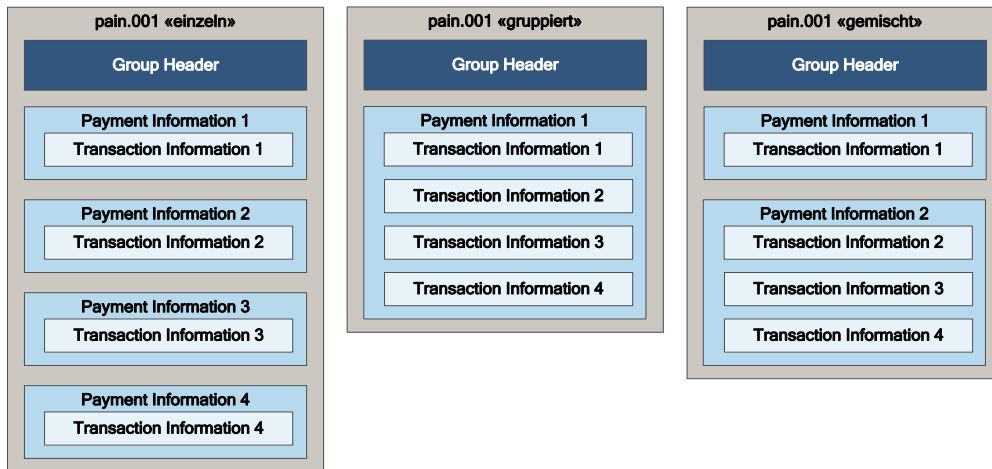 pain.001 «einzeln»
Group Header
Payment Information 1
Transaction Information 1
Payment Information 2
Transaction Information 2
Payment Information 3
Transaction Information 3
Payment Information 4
Transaction Information 4
pain.001 «gruppiert»
Group Header
Payment Information 1
Transaction Information 1
Transaction Information 2
Transaction Information 3
Transaction Information 4
pain.001 «gemischt»
Group Header
Payment Information 1
Transaction Information 1
Payment Information 2
Transaction Information 2
Transaction Information 3
Transaction Information 4